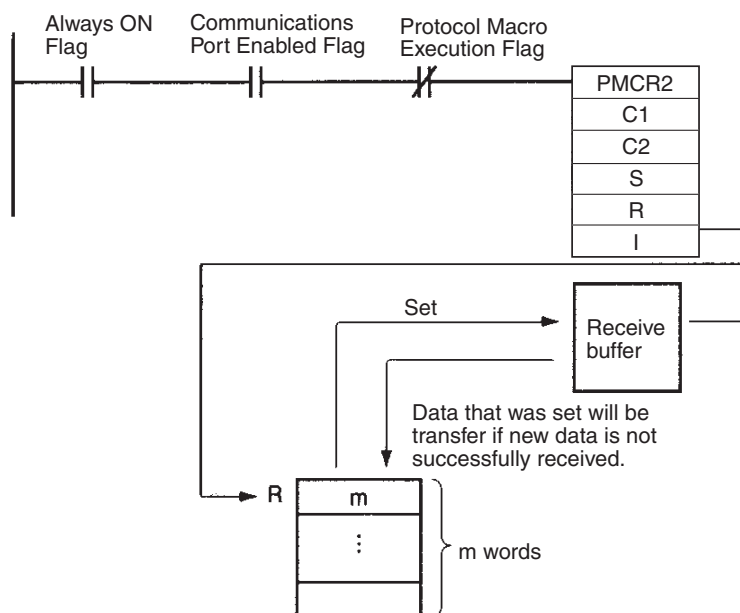 Always ON
Flag
Communications
Port Enabled Flag
Protocol Macro
Execution Flag
PMCR2
C1
C2
S
R
I
Set
Receive
buffer
Data that was set will be
transfer if new data is not
successfully received.
R
m
⋮
m words